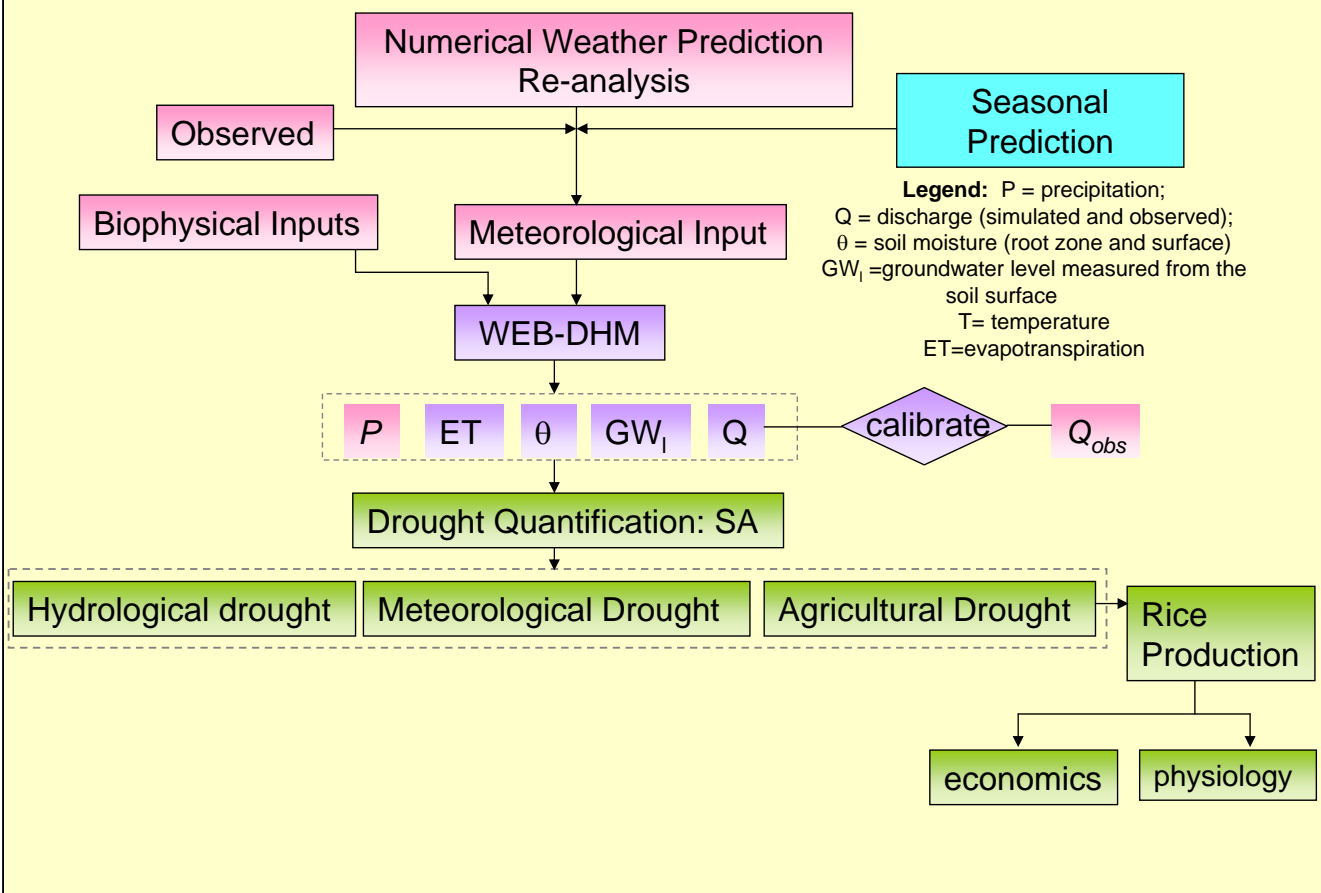 Numerical Weather Prediction
Re-analysis
Seasonal
Prediction
Observed
Legend: P = precipitation;
Q = discharge (simulated and observed);
θ = soil moisture (root zone and surface)
GWl =groundwater level measured from the
soil surface
T= temperature
ET=evapotranspiration
Biophysical Inputs
Meteorological Input
WEB-DHM
P ET θ GWl Q calibrate Qobs
Drought Quantification: SA
Hydrological drought Meteorological Drought Agricultural Drought
Rice
Production
economics physiology